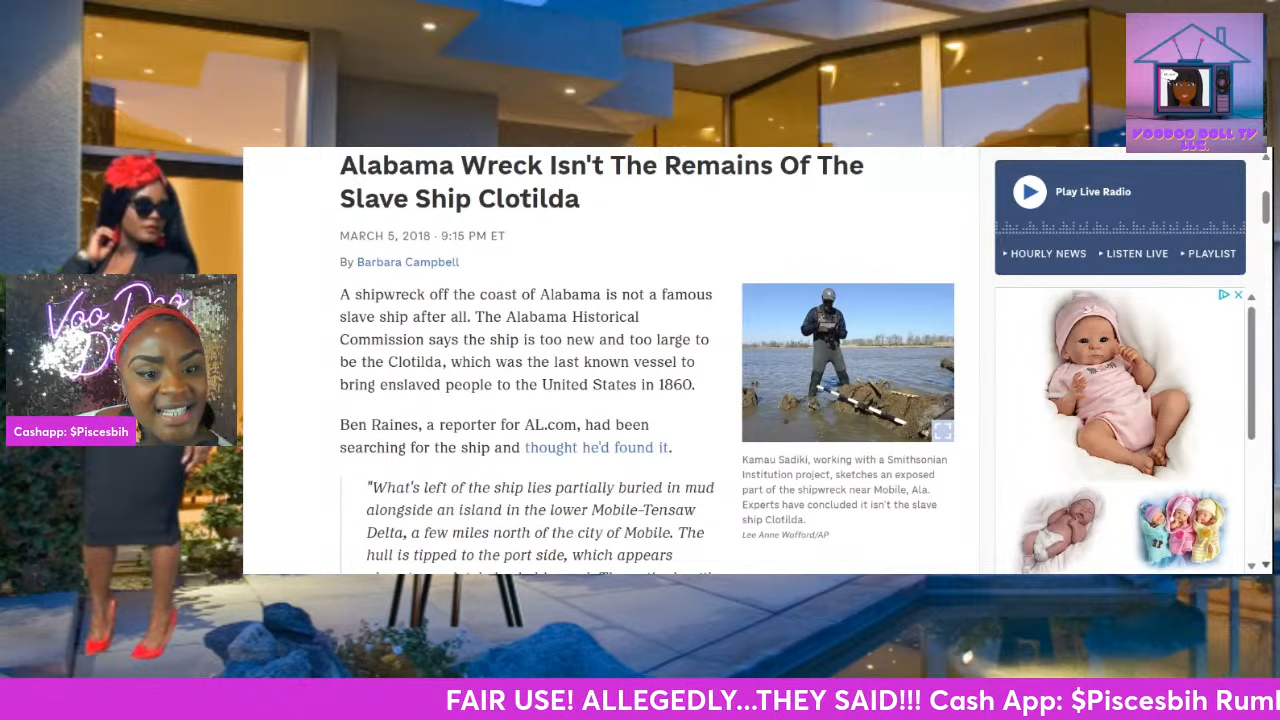 VOODOO DOLL TV
LLC.
Alabama Wreck Isn't The Remains Of The
Slave Ship Clotilda
MARCH 5, 2018 · 9:15 PM ET
By Barbara Campbell
A shipwreck off the coast of Alabama is not a famous
slave ship after all. The Alabama Historical
Commission says the ship is too new and too large to
be the Clotilda, which was the last known vessel to
bring enslaved people to the United States in 1860.
Ben Raines, a reporter for AL.com, had been
searching for the ship and thought he'd found it.
"What's left of the ship lies partially buried in mud
alongside an island in the lower Mobile-Tensaw
Delta, a few miles north of the city of Mobile. The
hull is tipped to the port side, which appears
Kamau Sadiki, working with a Smithsonian
Institution project, sketches an exposed
part of the shipwreck near Mobile, Ala.
Experts have concluded it isn't the slave
ship Clotilda.
Lee Anne Wofford/AP
Play Live Radio
HOURLY NEWS
LISTEN LIVE
PLAYLIST
VooDoo
Cashapp: $Piscesbih
FAIR USE! ALLEGEDLY...THEY SAID!!! Cash App: $Piscesbih Rum